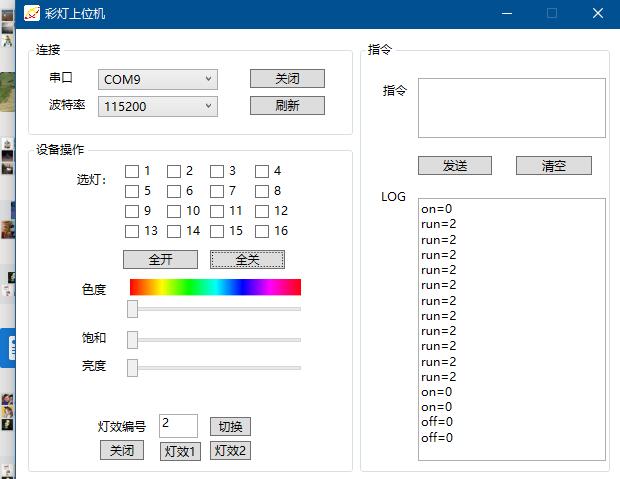 彩灯上位机
连接
串口 COM9 关闭
波特率 115200 刷新
设备操作
选灯： 1 2 3 4
5 6 7 8
9 10 11 12
13 14 15 16
全开 全关
色度
饱和
亮度
灯效编号 2 切换
关闭 灯效1 灯效2
指令
指令
发送 清空
LOG
on=0
run=2
run=2
run=2
run=2
run=2
run=2
run=2
run=2
run=2
run=2
run=2
on=0
on=0
off=0
off=0